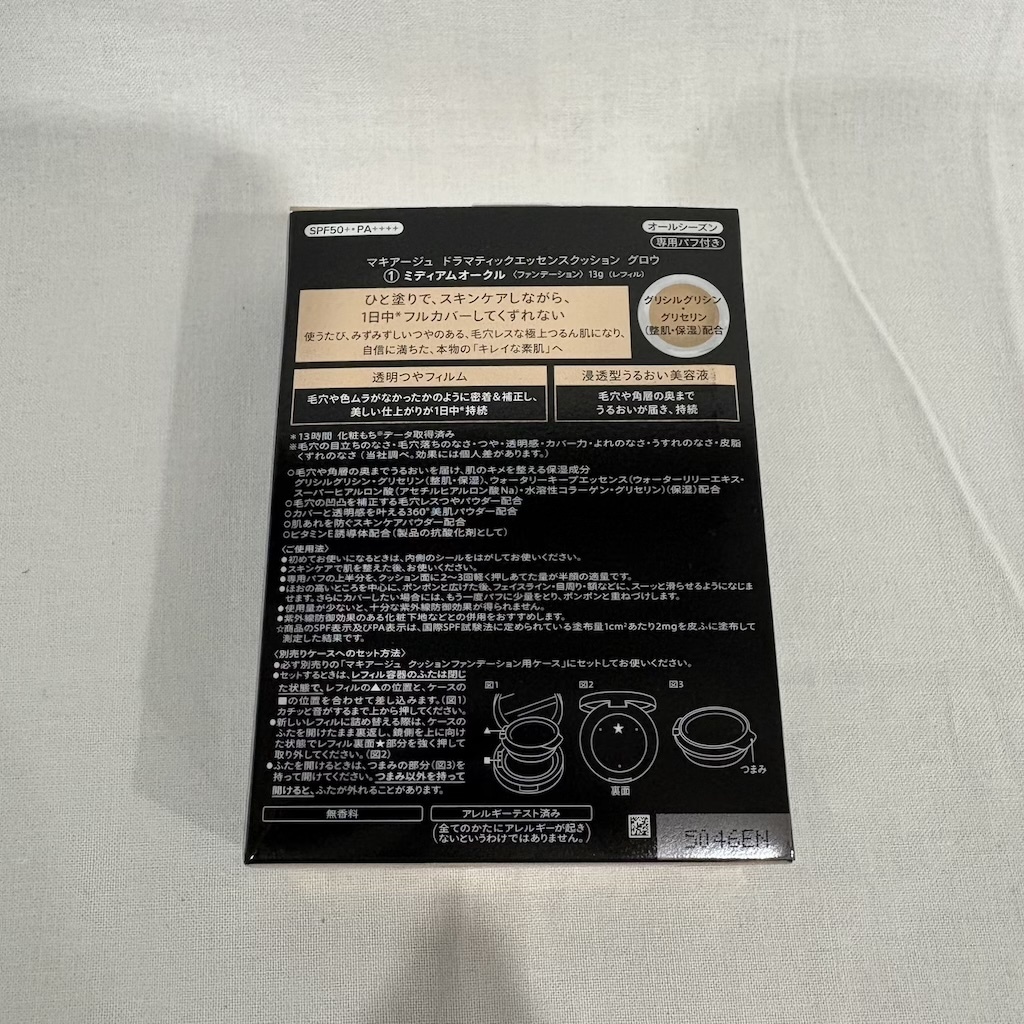 SPF50+・PA++++
オールシーズン
専用パフ付き
マキアージュ ドラマティックエッセンスクッション グロウ
① ミディアムオークル 〈ファンデーション〉 13g （レフィル）
ひと塗りで、スキンケアしながら、
1日中*フルカバーしてくずれない
使うたび、みずみずしいつやのある、毛穴レスな極上つるん肌になり、
自信に満ちた、本物の「キレイな素肌」へ
グリシルグリシン
・
グリセリン
（整肌・保湿）配合
透明つやフィルム
毛穴や色ムラがなかったかのように密着＆補正し、
美しい仕上がりが1日中*持続
浸透型うるおい美容液
毛穴や角層の奥まで
うるおいが届き、持続
*13時間 化粧もち※データ取得済み
※毛穴の目立ちのなさ・毛穴落ちのなさ・つや・透明感・カバー力・よれのなさ・うすれのなさ・皮脂
くずれのなさ（当社調べ。効果には個人差があります。）
○毛穴や角層の奥までうるおいを届け、肌のキメを整える保湿成分
グリシルグリシン・グリセリン（整肌・保湿）、ウォータリーキープエッセンス（ウォーターリリーエキス・
スーパーヒアルロン酸（アセチルヒアルロン酸Na）・水溶性コラーゲン・グリセリン）（保湿）配合
○毛穴の凹凸を補正する毛穴レスつやパウダー配合
○カバーと透明感を叶える360°美肌パウダー配合
○肌あれを防ぐスキンケアパウダー配合
○ビタミンE誘導体配合（製品の抗酸化剤として）
〈ご使用法〉
●初めてお使いになるときは、内側のシールをはがしてお使いください。
●スキンケアで肌を整えた後、お使いください。
●専用パフの上半分を、クッション面に2～3回軽く押しあてた量が半顔の適量です。
●ほおの高いところを中心に、ポンポンと広げた後、フェイスライン・目周り・額などに、スーッと滑らせるようになじま
せます。さらにカバーしたい場合には、もう一度パフに少量をとり、ポンポンと重ねづけします。
●使用量が少ないと、十分な紫外線防御効果が得られません。
●紫外線防御効果のある化粧下地などとの併用をおすすめします。
☆商品のSPF表示及びPA表示は、国際SPF試験法に定められている塗布量1cm²あたり2mgを皮ふに塗布して
測定した結果です。
〈別売りケースへのセット方法〉
●必ず別売りの「マキアージュ クッションファンデーション用ケース」にセットしてお使いください。
●セットするときは、レフィル容器のふたは閉じ
た状態で、レフィルの▲の位置と、ケースの
■の位置を合わせて差し込みます。（図1）
カチッと音がするまで上から押してください。
●新しいレフィルに詰め替える際は、ケースの
ふたを開けたまま裏返し、鏡側を上に向け
た状態でレフィル裏面★部分を強く押して
取り外してください。（図2）
●ふたを開けるときは、つまみの部分（図3）を
持って開けてください。つまみ以外を持って
開けると、ふたが外れることがあります。
図1
図2
図3
▲
■
★
裏面
つまみ
無香料
アレルギーテスト済み
（全てのかたにアレルギーが起き
ないというわけではありません。）
5046EN